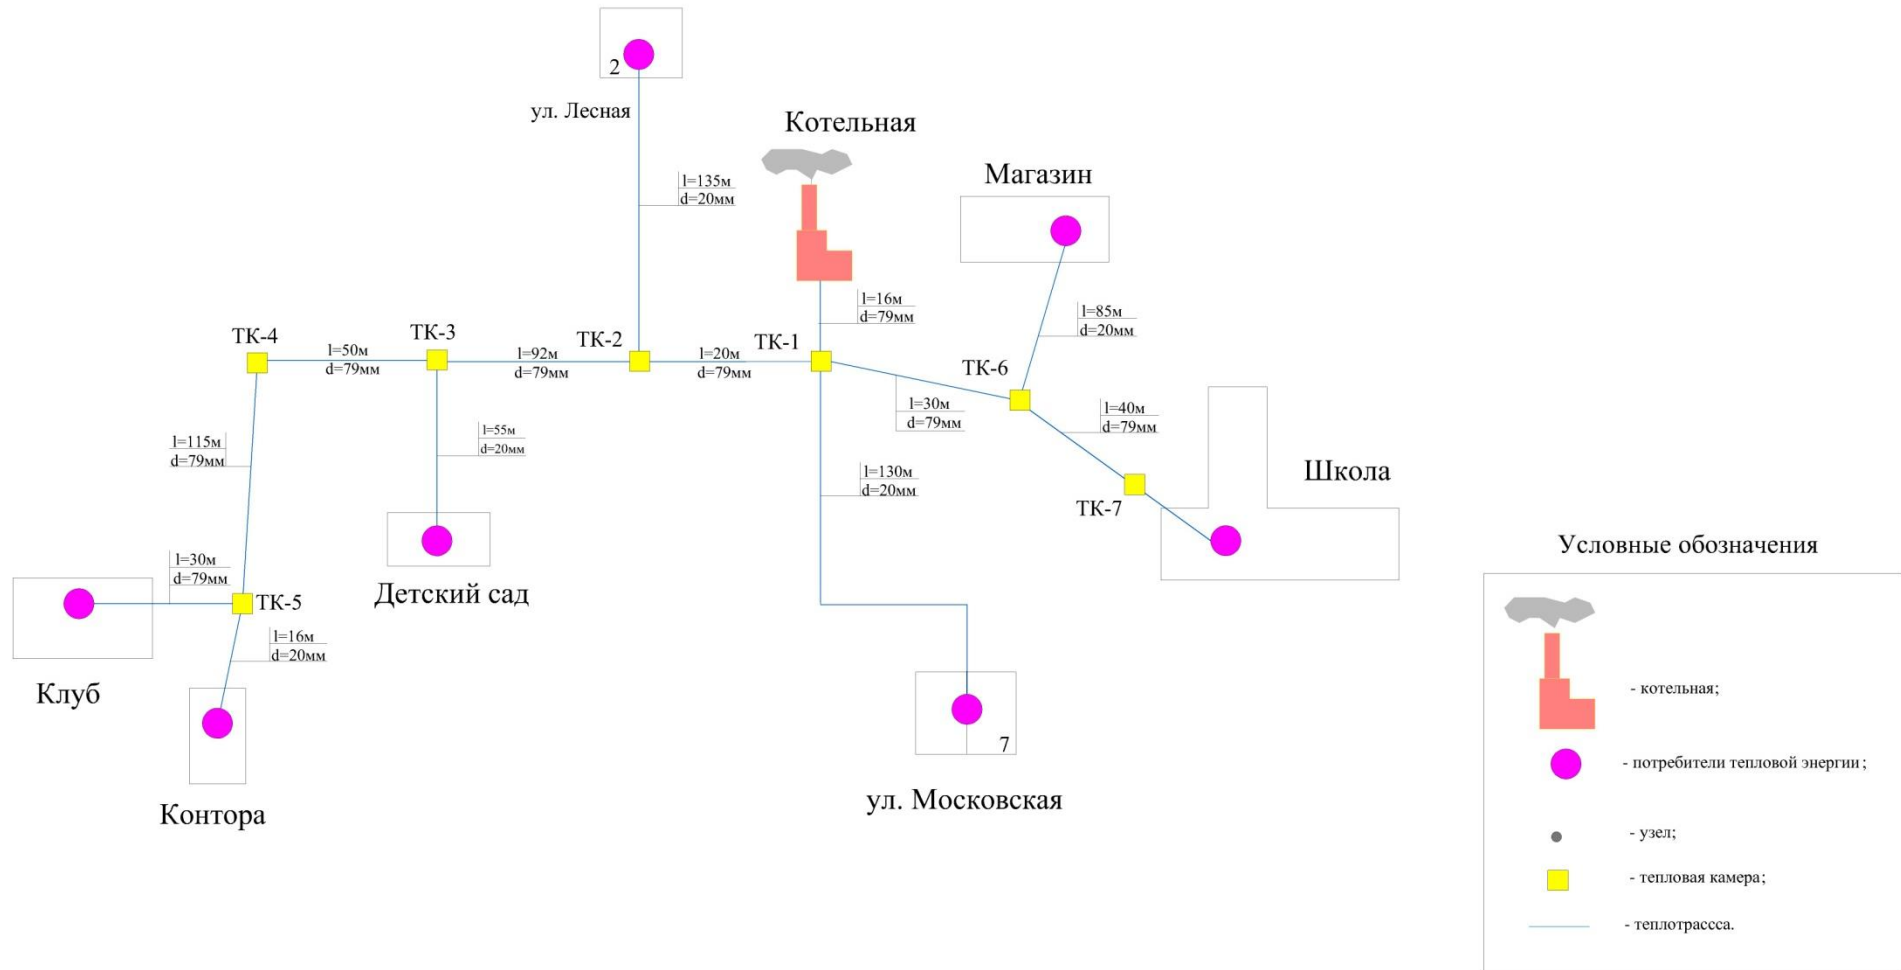 2
ул. Лесная
Котельная
l=135м
d=20мм
Магазин
l=16м
d=79мм
l=85м
d=20мм
ТК-4
l=50м
d=79мм
ТК-3
l=92м
d=79мм
ТК-2
l=20м
d=79мм
ТК-1
ТК-6
l=30м
d=79мм
l=40м
d=79мм
l=115м
d=79мм
l=55м
d=20мм
l=130м
d=20мм
Школа
ТК-7
Условные обозначения
l=30м
d=79мм
ТК-5
Детский сад
l=16м
d=20мм
Клуб
Контора
7
ул. Московская
- котельная;
- потребители тепловой энергии;
- узел;
- тепловая камера;
- теплотрассса.